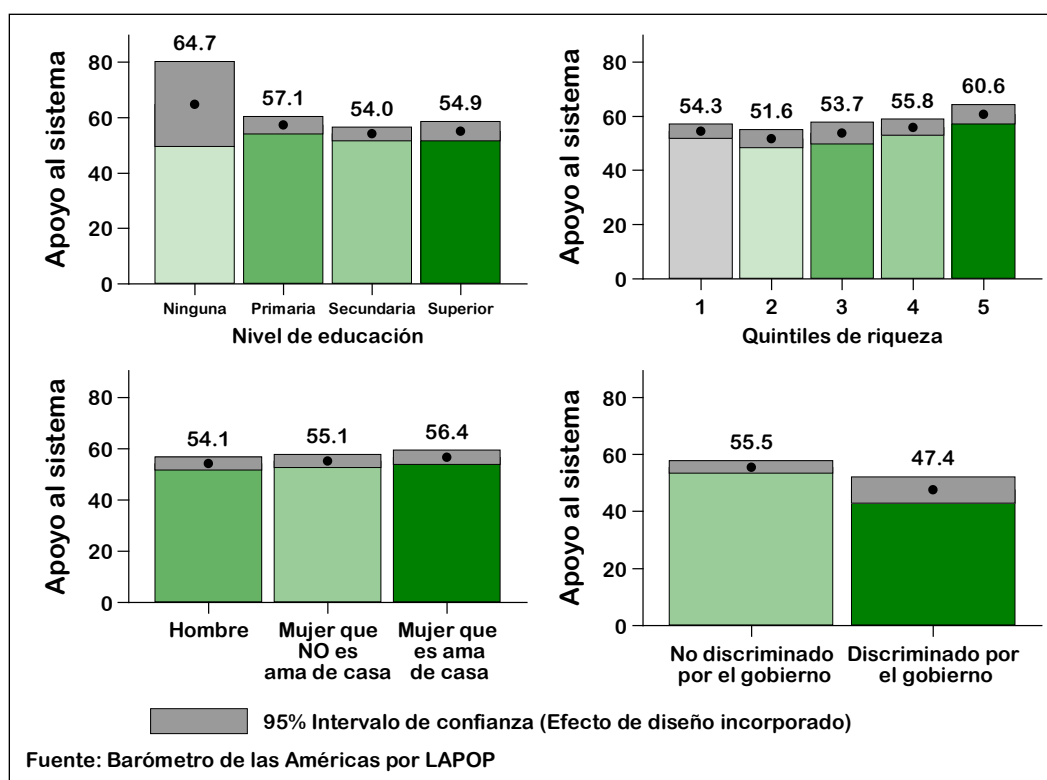 Apoyo al sistema
80
60
40
20
0
64.7
57.1
54.0
54.9
Ninguna
Primaria
Secundaria
Superior
Nivel de educación
Apoyo al sistema
80
60
40
20
0
54.3
51.6
53.7
55.8
60.6
1
2
3
4
5
Quintiles de riqueza
Apoyo al sistema
80
60
40
20
0
54.1
55.1
56.4
Hombre
Mujer que
NO es
ama de casa
Mujer que
es ama
de casa
Apoyo al sistema
80
60
40
20
0
55.5
47.4
No discriminado
por el gobierno
Discriminado por
el gobierno
95% Intervalo de confianza (Efecto de diseño incorporado)
Fuente: Barómetro de las Américas por LAPOP